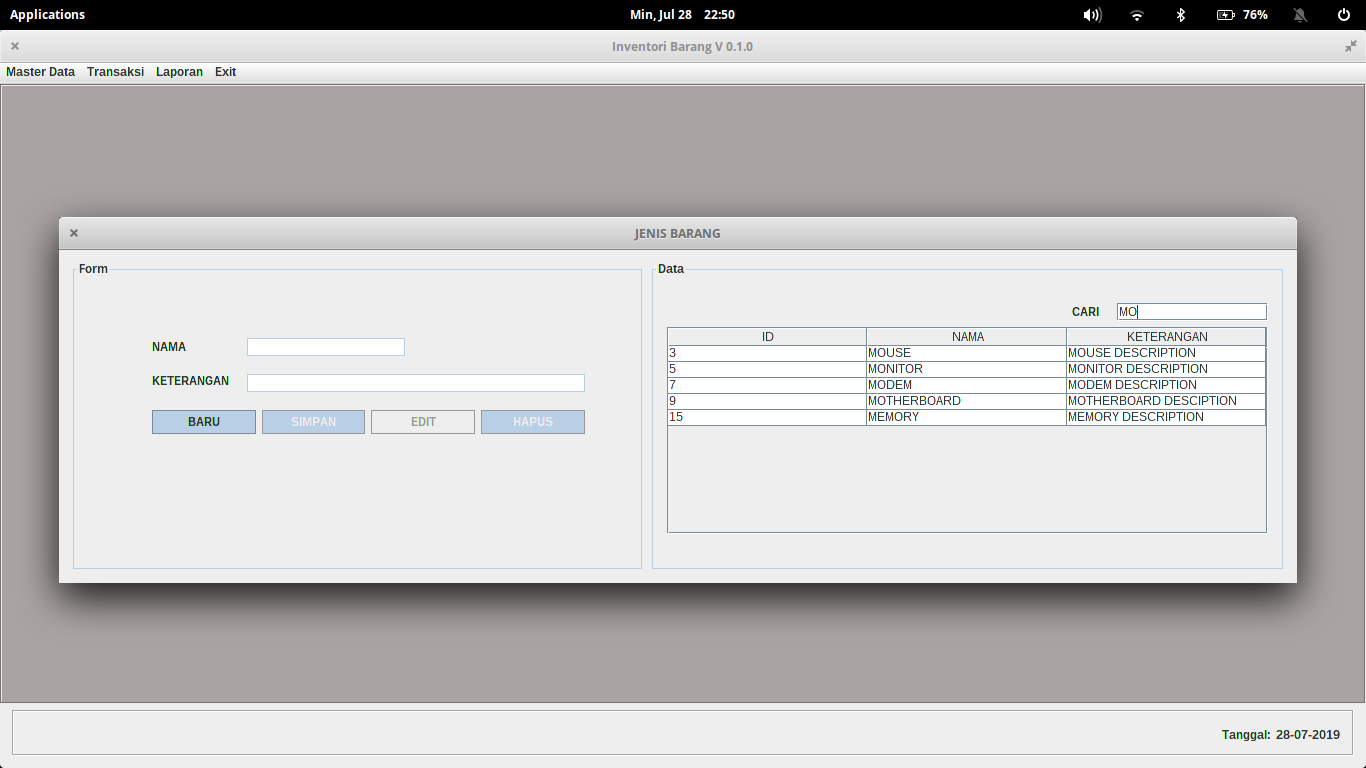 Applications Min, Jul 28 22:50 76%
Inventori Barang V 0.1.0
Master Data Transaksi Laporan Exit
JENIS BARANG
Form
NAMA
KETERANGAN
BARU SIMPAN EDIT HAPUS
Data
CARI MO
ID NAMA KETERANGAN
3 MOUSE MOUSE DESCRIPTION
5 MONITOR MONITOR DESCRIPTION
7 MODEM MODEM DESCRIPTION
9 MOTHERBOARD MOTHERBOARD DESCIPTION
15 MEMORY MEMORY DESCRIPTION
Tanggal: 28-07-2019